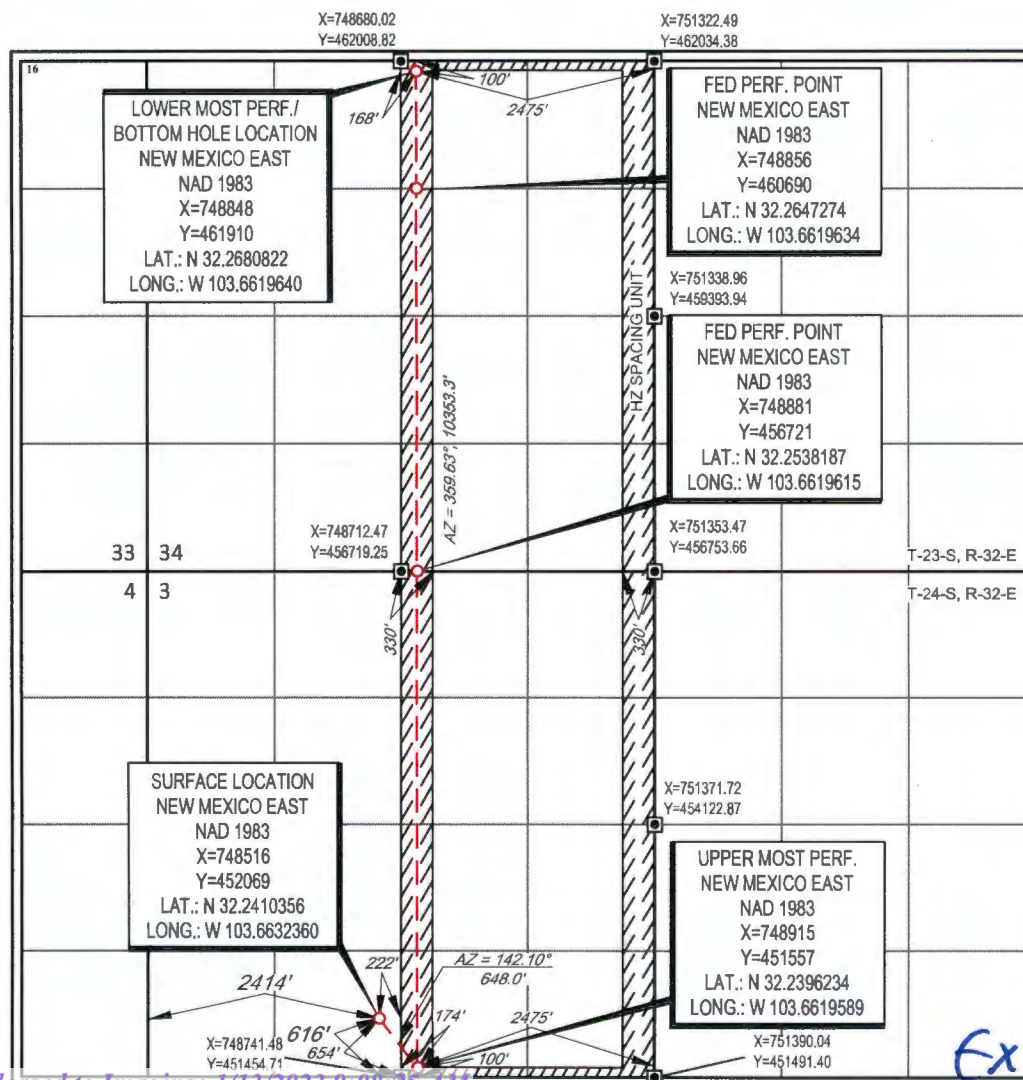 X=748680.02
Y=462008.82
X=751322.49
Y=462034.38
16
100'
2475'
168'
LOWER MOST PERF./
BOTTOM HOLE LOCATION
NEW MEXICO EAST
NAD 1983
X=748848
Y=461910
LAT.: N 32.2680822
LONG.: W 103.6619640
FED PERF. POINT
NEW MEXICO EAST
NAD 1983
X=748856
Y=460690
LAT.: N 32.2647274
LONG.: W 103.6619634
X=751338.96
Y=459393.94
HZ SPACING UNIT
FED PERF. POINT
NEW MEXICO EAST
NAD 1983
X=748881
Y=456721
LAT.: N 32.2538187
LONG.: W 103.6619615
AZ = 359.63°, 10353.3'
X=748712.47
Y=456719.25
X=751353.47
Y=456753.66
33 34
T-23-S, R-32-E
4 3
T-24-S, R-32-E
330'
330'
SURFACE LOCATION
NEW MEXICO EAST
NAD 1983
X=748516
Y=452069
LAT.: N 32.2410356
LONG.: W 103.6632360
X=751371.72
Y=454122.87
UPPER MOST PERF.
NEW MEXICO EAST
NAD 1983
X=748915
Y=451557
LAT.: N 32.2396234
LONG.: W 103.6619589
AZ = 142.10°
648.0'
222'
2414'
174'
2475'
616'
654'
100'
X=748741.48
Y=451454.71
X=751390.04
Y=451491.40
Ex